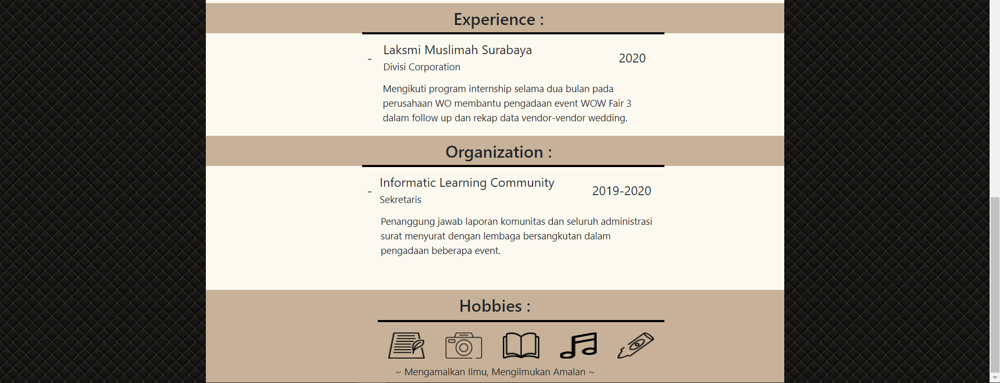 Experience :
- Laksmi Muslimah Surabaya 2020
Divisi Corporation
Mengikuti program internship selama dua bulan pada
perusahaan WO membantu pengadaan event WOW Fair 3
dalam follow up dan rekap data vendor-vendor wedding.
Organization :
- Informatic Learning Community 2019-2020
Sekretaris
Penanggung jawab laporan komunitas dan seluruh administrasi
surat menyurat dengan lembaga bersangkutan dalam
pengadaan beberapa event.
Hobbies :
~ Mengamalkan Ilmu, Mengilmukan Amalan ~